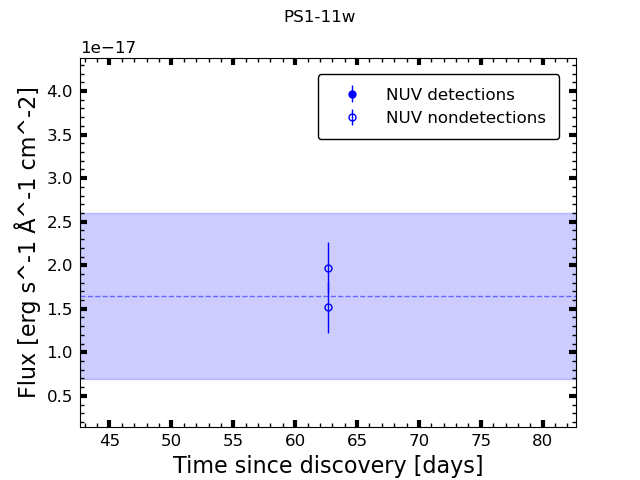 PS1-11w
1e−17
Flux [erg s^-1 Å^-1 cm^-2]
4.0
3.5
3.0
2.5
2.0
1.5
1.0
0.5
NUV detections
NUV nondetections
45 50 55 60 65 70 75 80
Time since discovery [days]